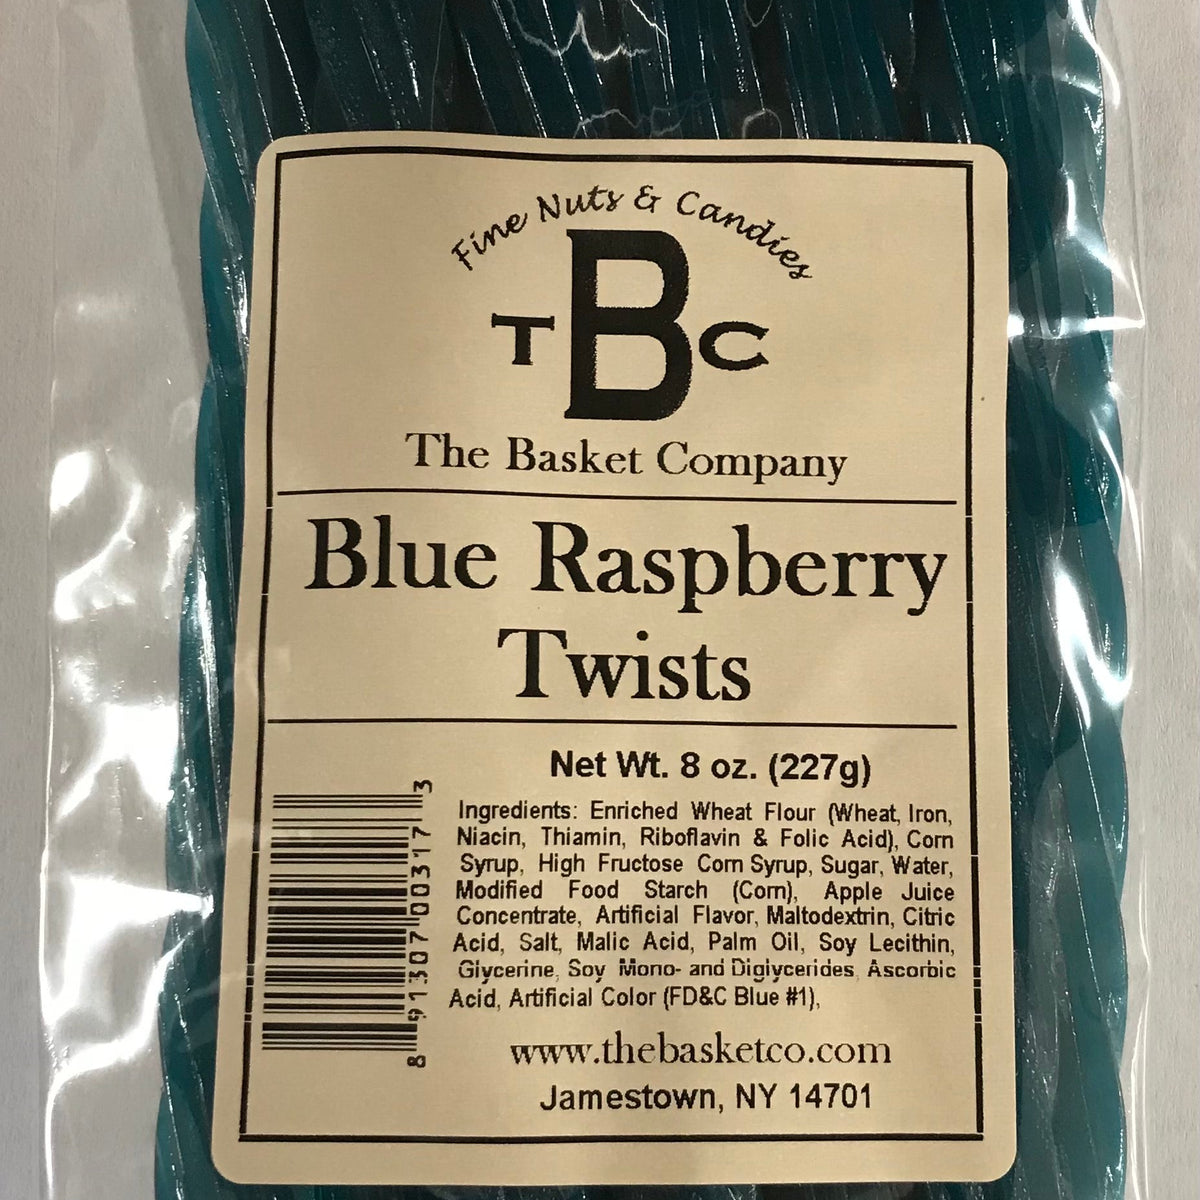 Fine Nuts & Candies
TBC
The Basket Company
Blue Raspberry
Twists
Net Wt. 8 oz. (227g)
Ingredients: Enriched Wheat Flour (Wheat, Iron,
Niacin, Thiamin, Riboflavin & Folic Acid), Corn
Syrup, High Fructose Corn Syrup, Sugar, Water,
Modified Food Starch (Corn), Apple Juice
Concentrate, Artificial Flavor, Maltodextrin, Citric
Acid, Salt, Malic Acid, Palm Oil, Soy Lecithin,
Glycerine, Soy Mono- and Diglycerides, Ascorbic
Acid, Artificial Color (FD&C Blue #1),
8 91307 00317 3
www.thebasketco.com
Jamestown, NY 14701